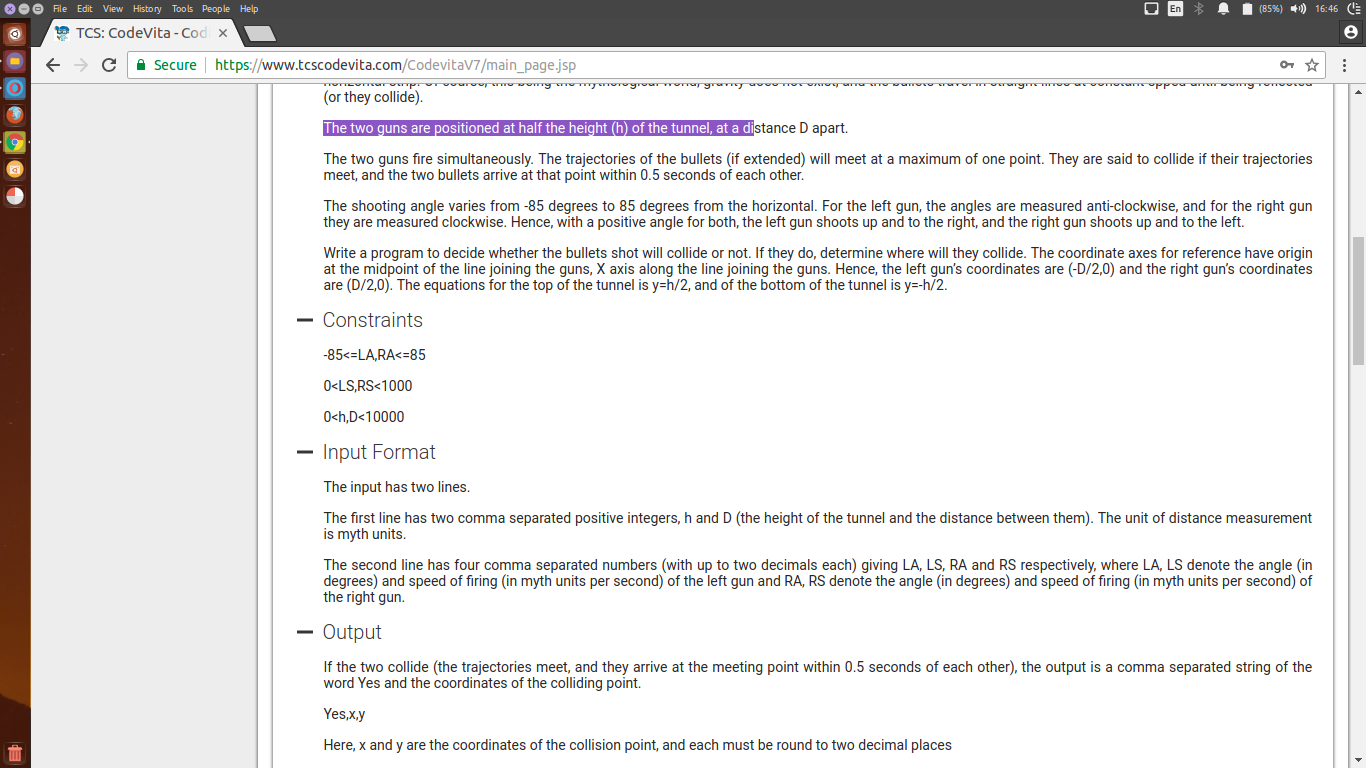 File Edit View History Tools People Help
En (85%) 16:46
TCS: CodeVita - Cod
Secure https://www.tcscodevita.com/CodevitaV7/main_page.jsp
(or they collide).
The two guns are positioned at half the height (h) of the tunnel, at a distance D apart.
The two guns fire simultaneously. The trajectories of the bullets (if extended) will meet at a maximum of one point. They are said to collide if their trajectories
meet, and the two bullets arrive at that point within 0.5 seconds of each other.
The shooting angle varies from -85 degrees to 85 degrees from the horizontal. For the left gun, the angles are measured anti-clockwise, and for the right gun
they are measured clockwise. Hence, with a positive angle for both, the left gun shoots up and to the right, and the right gun shoots up and to the left.
Write a program to decide whether the bullets shot will collide or not. If they do, determine where will they collide. The coordinate axes for reference have origin
at the midpoint of the line joining the guns, X axis along the line joining the guns. Hence, the left gun's coordinates are (-D/2,0) and the right gun's coordinates
are (D/2,0). The equations for the top of the tunnel is y=h/2, and of the bottom of the tunnel is y=-h/2.
Constraints
-85<=LA,RA<=85
0<LS,RS<1000
0<h,D<10000
Input Format
The input has two lines.
The first line has two comma separated positive integers, h and D (the height of the tunnel and the distance between them). The unit of distance measurement
is myth units.
The second line has four comma separated numbers (with up to two decimals each) giving LA, LS, RA and RS respectively, where LA, LS denote the angle (in
degrees) and speed of firing (in myth units per second) of the left gun and RA, RS denote the angle (in degrees) and speed of firing (in myth units per second) of
the right gun.
Output
If the two collide (the trajectories meet, and they arrive at the meeting point within 0.5 seconds of each other), the output is a comma separated string of the
word Yes and the coordinates of the colliding point.
Yes,x,y
Here, x and y are the coordinates of the collision point, and each must be round to two decimal places